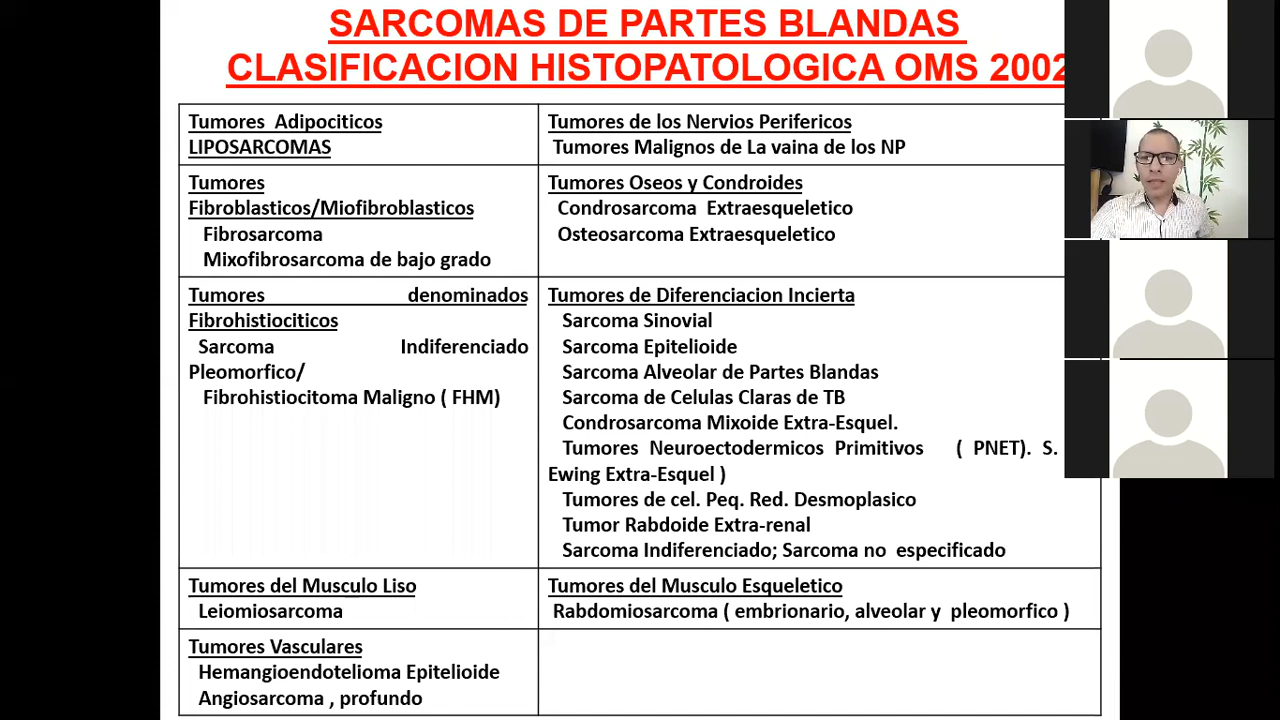 SARCOMAS DE PARTES BLANDAS
CLASIFICACION HISTOPATOLOGICA OMS 2002
Tumores Adipociticos
LIPOSARCOMAS
Tumores de los Nervios Perifericos
Tumores Malignos de La vaina de los NP
Tumores
Fibroblasticos/Miofibroblasticos
Fibrosarcoma
Mixofibrosarcoma de bajo grado
Tumores Oseos y Condroides
Condrosarcoma Extraesqueletico
Osteosarcoma Extraesqueletico
Tumores denominados
Fibrohistiociticos
Sarcoma Indiferenciado
Pleomorfico/
Fibrohistiocitoma Maligno ( FHM)
Tumores de Diferenciacion Incierta
Sarcoma Sinovial
Sarcoma Epitelioide
Sarcoma Alveolar de Partes Blandas
Sarcoma de Celulas Claras de TB
Condrosarcoma Mixoide Extra-Esquel.
Tumores Neuroectodermicos Primitivos ( PNET). S.
Ewing Extra-Esquel )
Tumores de cel. Peq. Red. Desmoplasico
Tumor Rabdoide Extra-renal
Sarcoma Indiferenciado; Sarcoma no especificado
Tumores del Musculo Liso
Leiomiosarcoma
Tumores del Musculo Esqueletico
Rabdomiosarcoma ( embrionario, alveolar y pleomorfico )
Tumores Vasculares
Hemangioendotelioma Epitelioide
Angiosarcoma , profundo